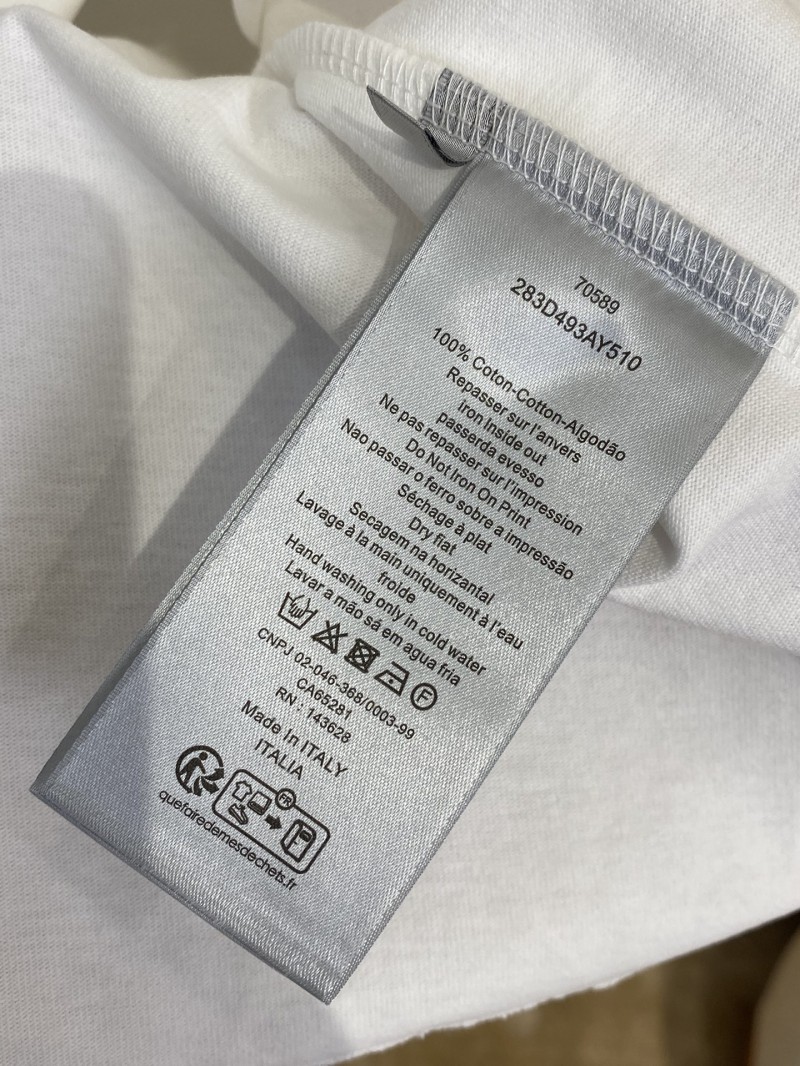 70589
283D493AY510
100% Coton-Cotton-Algodão
Repasser sur l'anvers
Iron Inside out
passerda evesso
Ne pas repasser sur l'impression
Do Not Iron On Print
Nao passar o ferro sobre a impressão
Séchage à plat
Dry fiat
Secagem na horizontal
Lavage à la main uniquement à l'eau
froide
Hand washing only in cold water
Lavar a mão sá em agua fria
F
CNPJ 02-046-368/0003-99
CA65281
RN : 143628
Made In ITALY
ITALIA
FR
quefairedemesdechets.fr